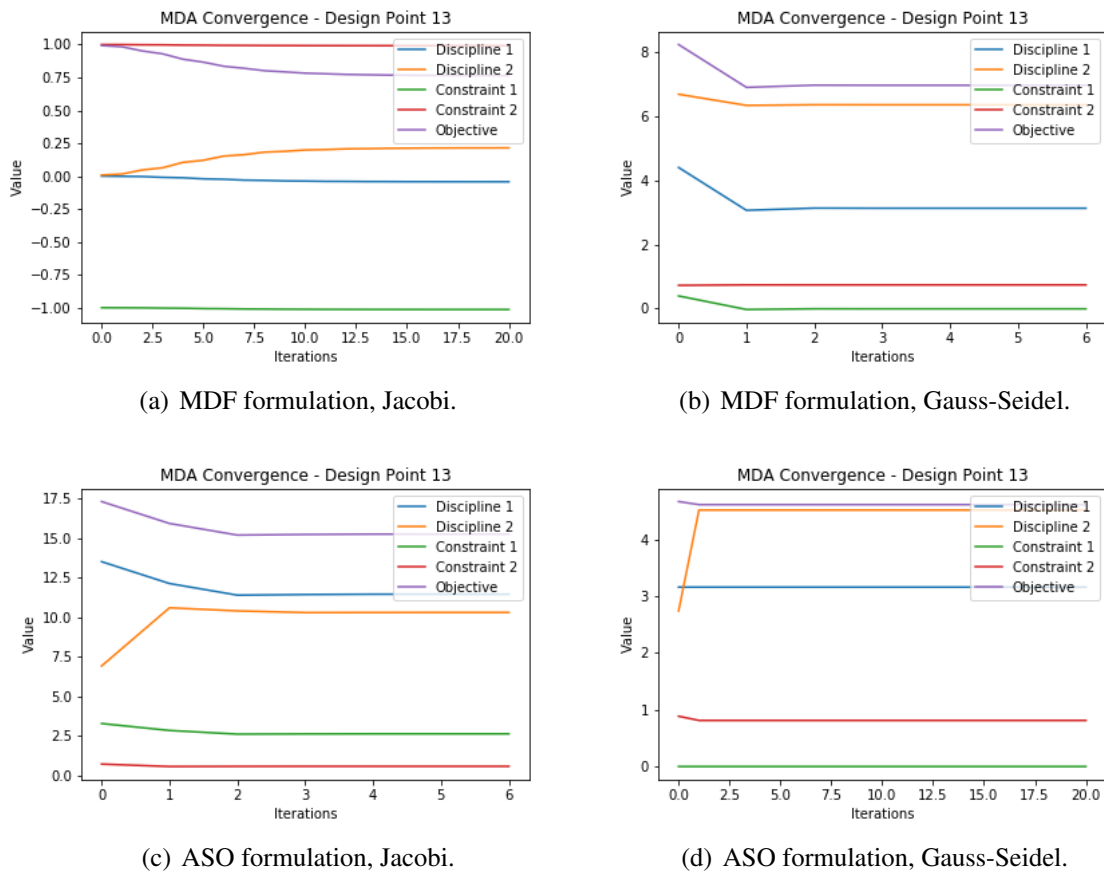 MDA Convergence - Design Point 13
1.00
0.75
0.50
0.25
0.00
−0.25
−0.50
−0.75
−1.00
Value
Discipline 1
Discipline 2
Constraint 1
Constraint 2
Objective
0.0 2.5 5.0 7.5 10.0 12.5 15.0 17.5 20.0
Iterations
(a) MDF formulation, Jacobi.
MDA Convergence - Design Point 13
8
6
4
2
0
Value
Discipline 1
Discipline 2
Constraint 1
Constraint 2
Objective
0 1 2 3 4 5 6
Iterations
(b) MDF formulation, Gauss-Seidel.
MDA Convergence - Design Point 13
17.5
15.0
12.5
10.0
7.5
5.0
2.5
0.0
Value
Discipline 1
Discipline 2
Constraint 1
Constraint 2
Objective
0 1 2 3 4 5 6
Iterations
(c) ASO formulation, Jacobi.
MDA Convergence - Design Point 13
4
3
2
1
0
Value
Discipline 1
Discipline 2
Constraint 1
Constraint 2
Objective
0.0 2.5 5.0 7.5 10.0 12.5 15.0 17.5 20.0
Iterations
(d) ASO formulation, Gauss-Seidel.